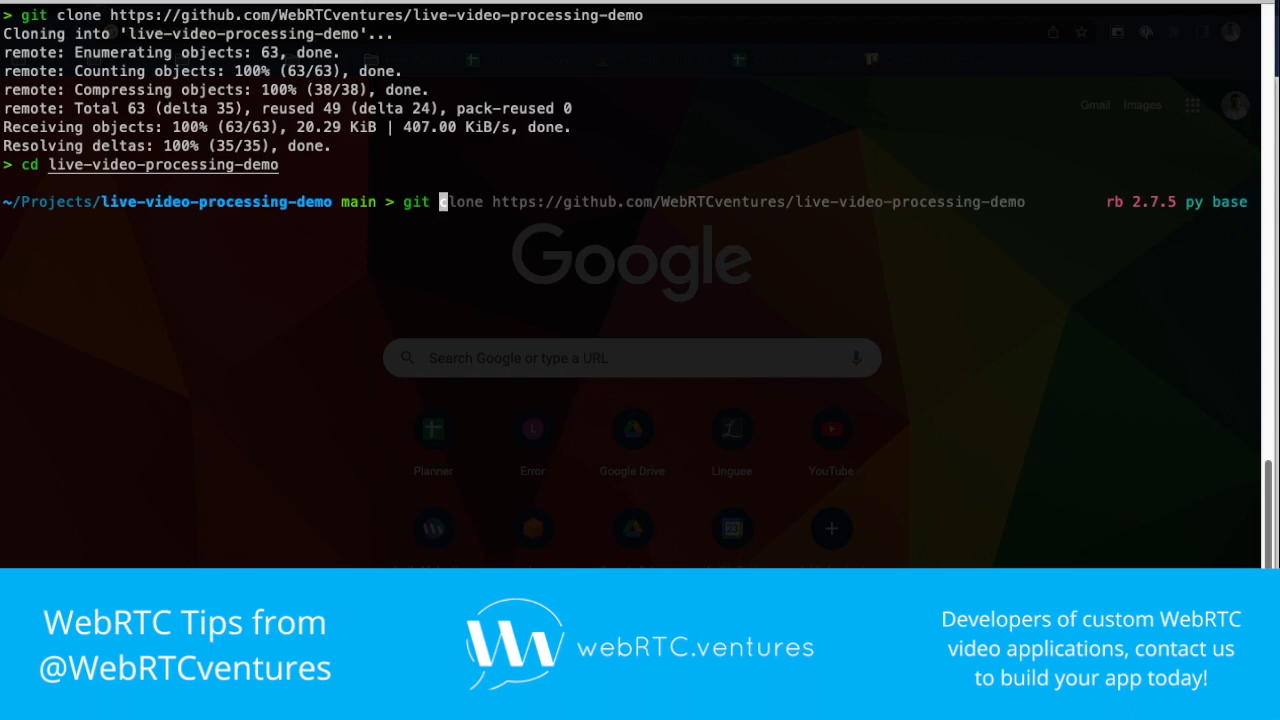 > git clone https://github.com/WebRTCventures/live-video-processing-demo
Cloning into 'live-video-processing-demo'...
remote: Enumerating objects: 63, done.
remote: Counting objects: 100% (63/63), done.
remote: Compressing objects: 100% (38/38), done.
remote: Total 63 (delta 35), reused 49 (delta 24), pack-reused 0
Receiving objects: 100% (63/63), 20.29 KiB | 407.00 KiB/s, done.
Resolving deltas: 100% (35/35), done.
> cd live-video-processing-demo
Gmail Images
~/Projects/live-video-processing-demo main > git clone https://github.com/WebRTCventures/live-video-processing-demo rb 2.7.5 py base
Google
Search Google or type a URL
Planner Error Google Drive Linguee YouTube
23
WebRTC Tips from
@WebRTCventures
webRTC.ventures
Developers of custom WebRTC
video applications, contact us
to build your app today!